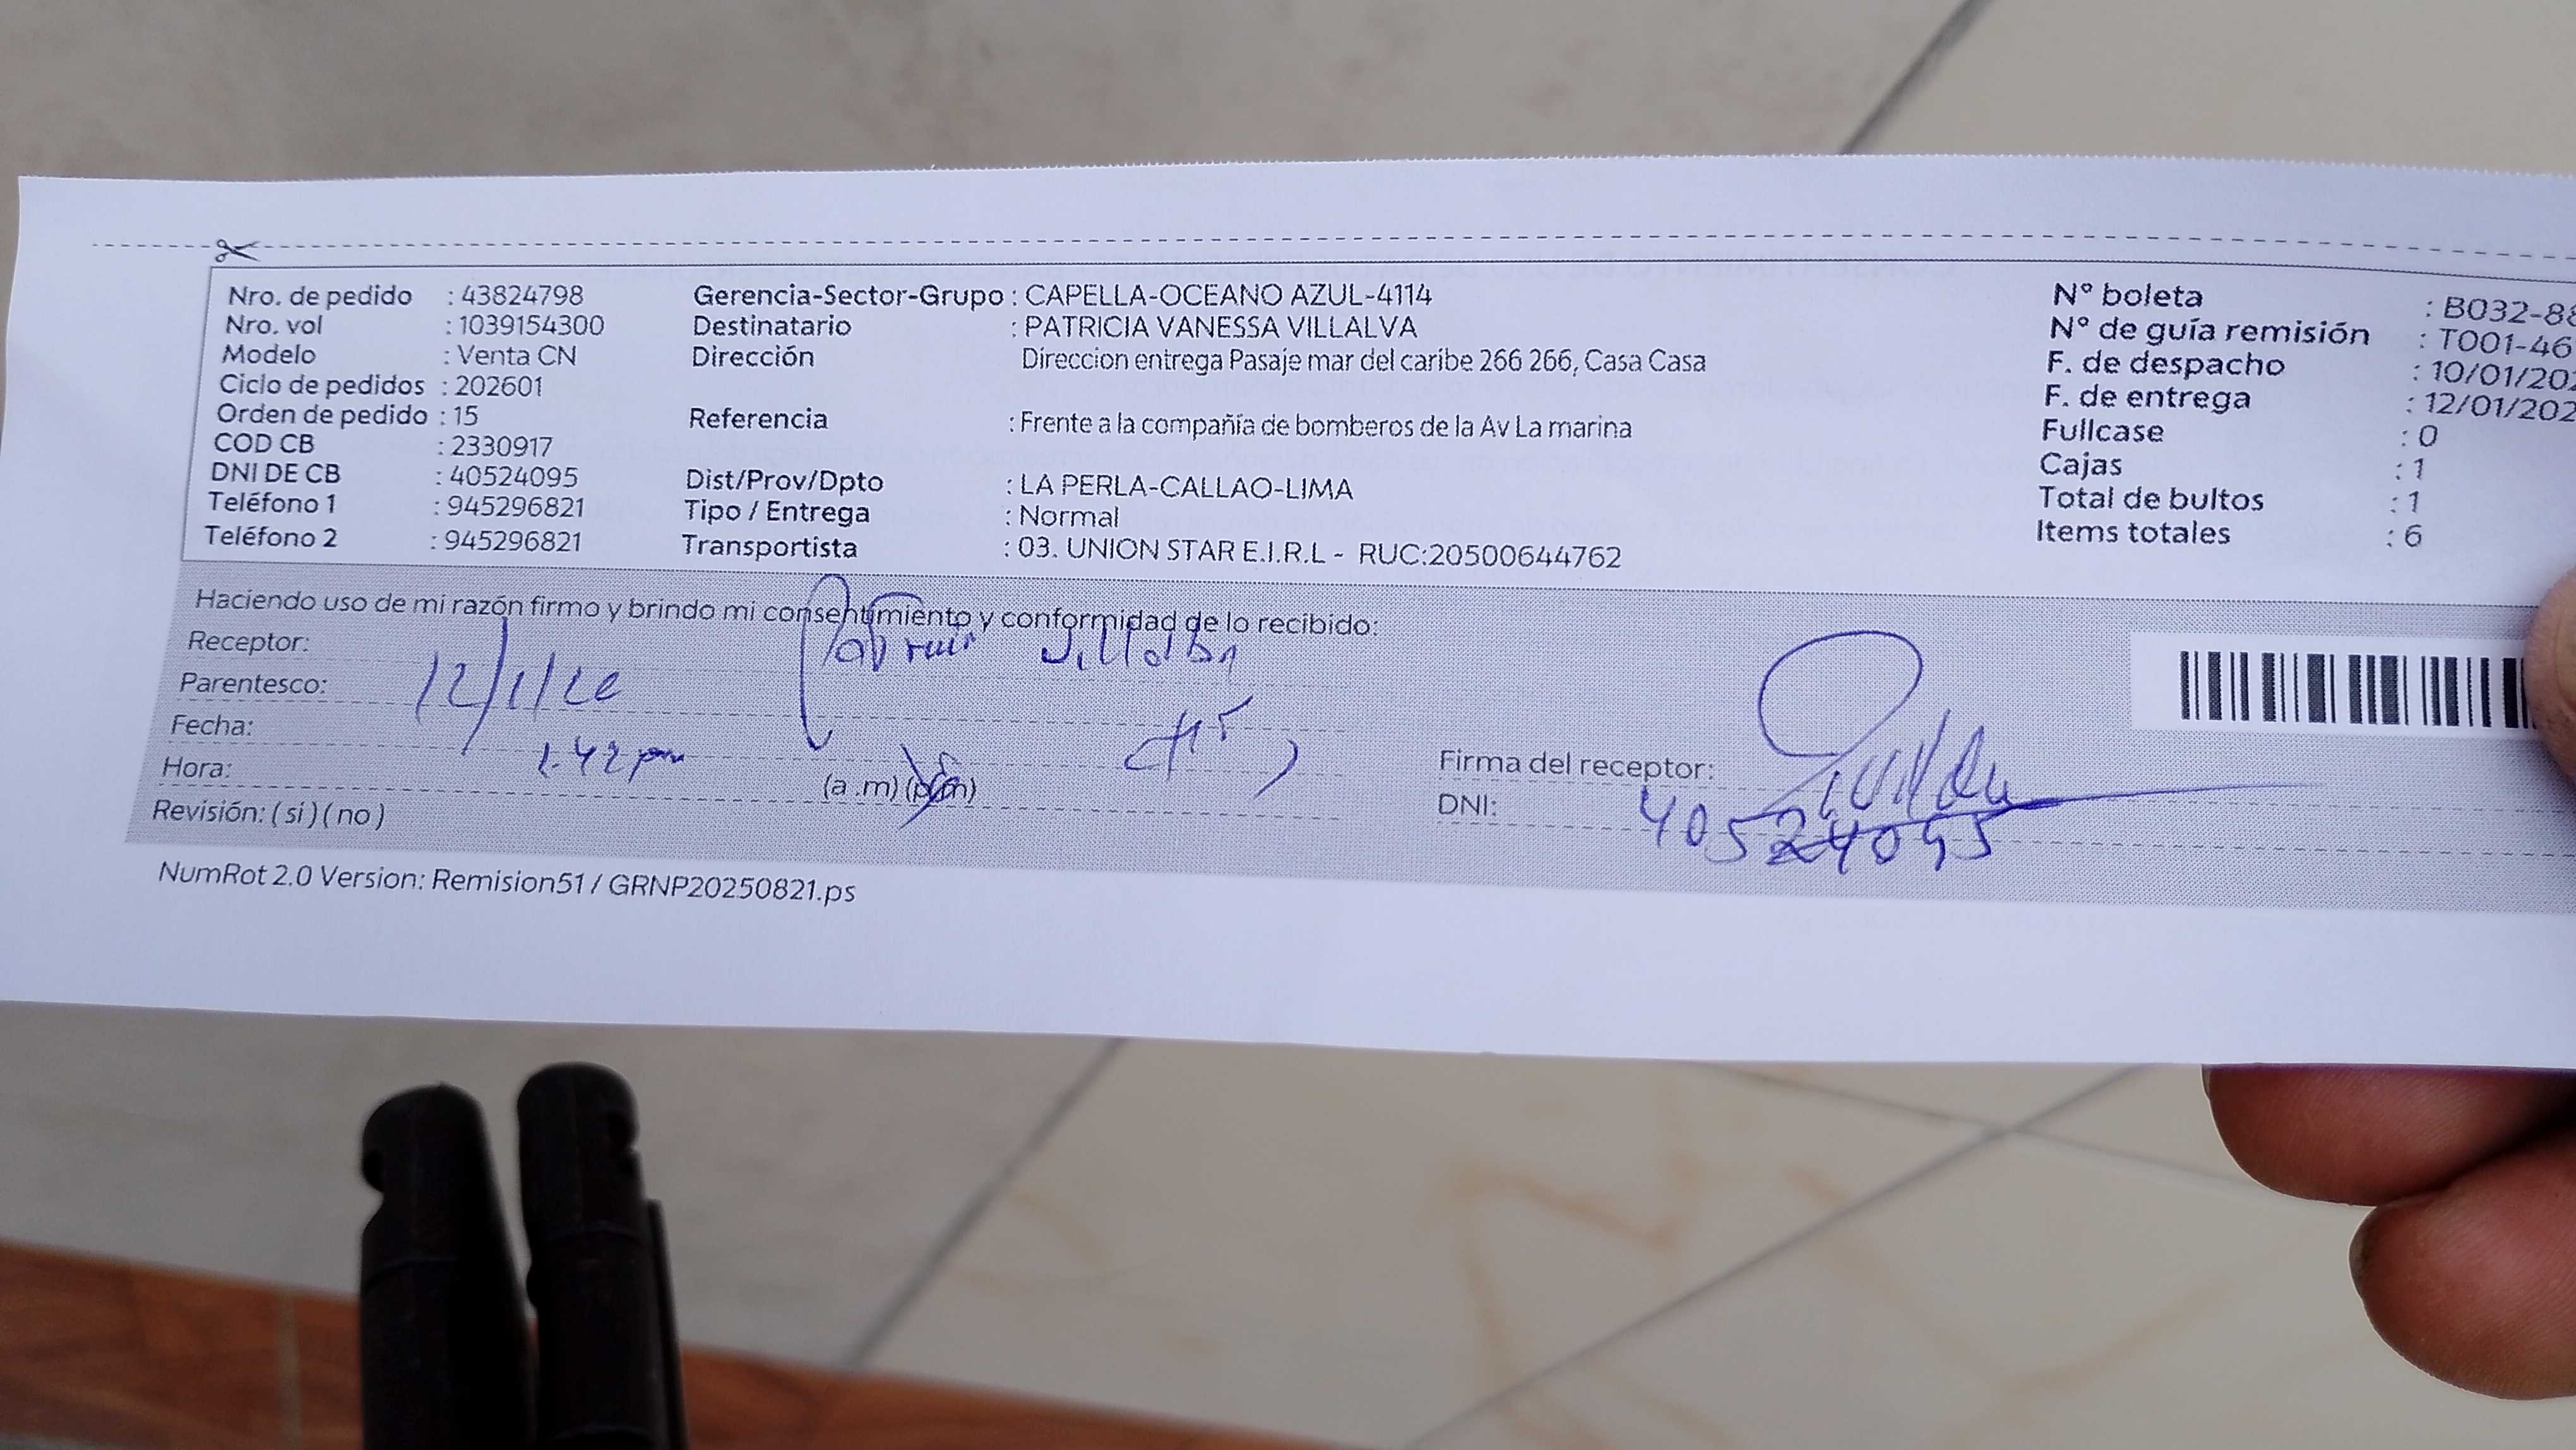 Nro. de pedido : 43824798
Nro. vol : 1039154300
Modelo : Venta CN
Ciclo de pedidos : 202601
Orden de pedido : 15
COD CB : 2330917
DNI DE CB : 40524095
Teléfono 1 : 945296821
Teléfono 2 : 945296821
Gerencia-Sector-Grupo : CAPELLA-OCEANO AZUL-4114
Destinatario : PATRICIA VANESSA VILLALVA
Dirección Direccion entrega Pasaje mar del caribe 266 266, Casa Casa
Referencia : Frente a la compañía de bomberos de la Av La marina
Dist/Prov/Dpto : LA PERLA-CALLAO-LIMA
Tipo / Entrega : Normal
Transportista : 03. UNION STAR E.I.R.L - RUC:20500644762
N° boleta : B032-88
N° de guía remisión : T001-46
F. de despacho : 10/01/202
F. de entrega : 12/01/202
Fullcase : 0
Cajas : 1
Total de bultos : 1
Items totales : 6
Haciendo uso de mi razón firmo y brindo mi consentimiento y conformidad de lo recibido:
Receptor: Villalba
Parentesco:
Fecha:
Hora: 1.42 pm (a.m) (p.m)
Revisión: ( si ) ( no )
Firma del receptor:
DNI: 40524095
NumRot 2.0 Version: Remision51 / GRNP20250821.ps